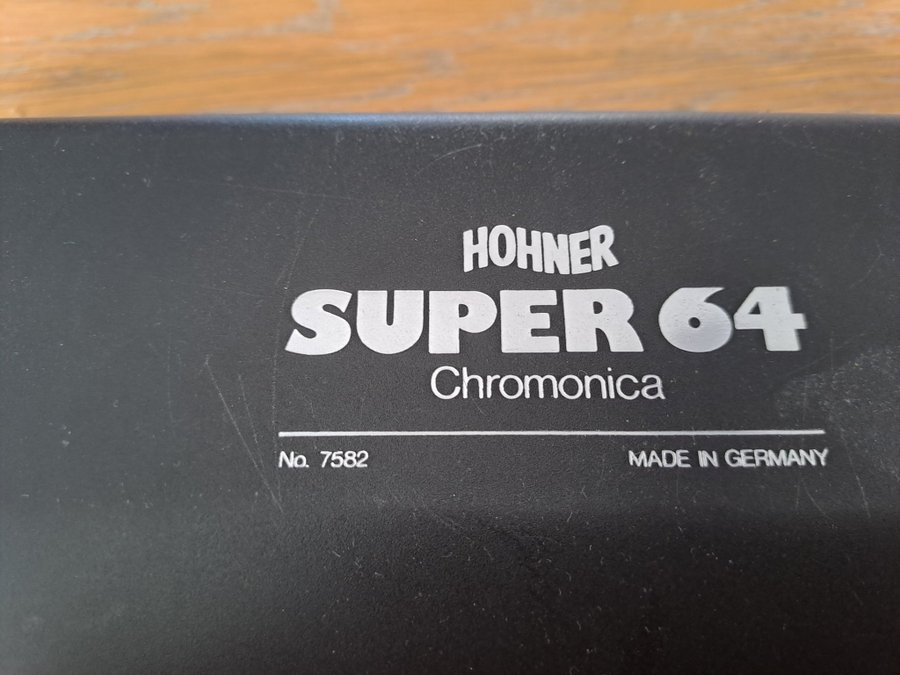 HOHNER
SUPER 64
Chromonica
No. 7582 MADE IN GERMANY